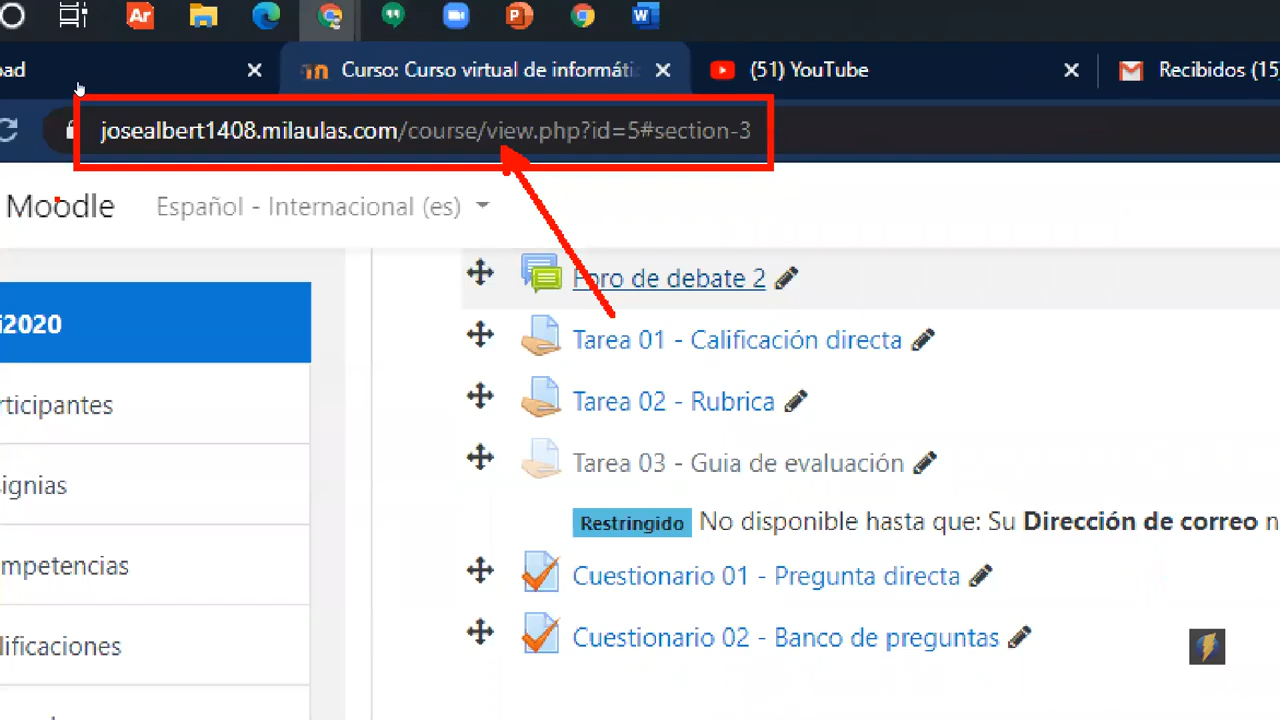 Ar
P
W
oad
Curso: Curso virtual de informáti
(51) YouTube
Recibidos (15
josealbert1408.milaulas.com/course/view.php?id=5#section-3
Moodle
Español - Internacional (es)
Foro de debate 2
i2020
Tarea 01 - Calificación directa
rticipantes
Tarea 02 - Rubrica
Tarea 03 - Guia de evaluación
signias
Restringido No disponible hasta que: Su Dirección de correo n
mpetencias
Cuestionario 01 - Pregunta directa
lificaciones
Cuestionario 02 - Banco de preguntas